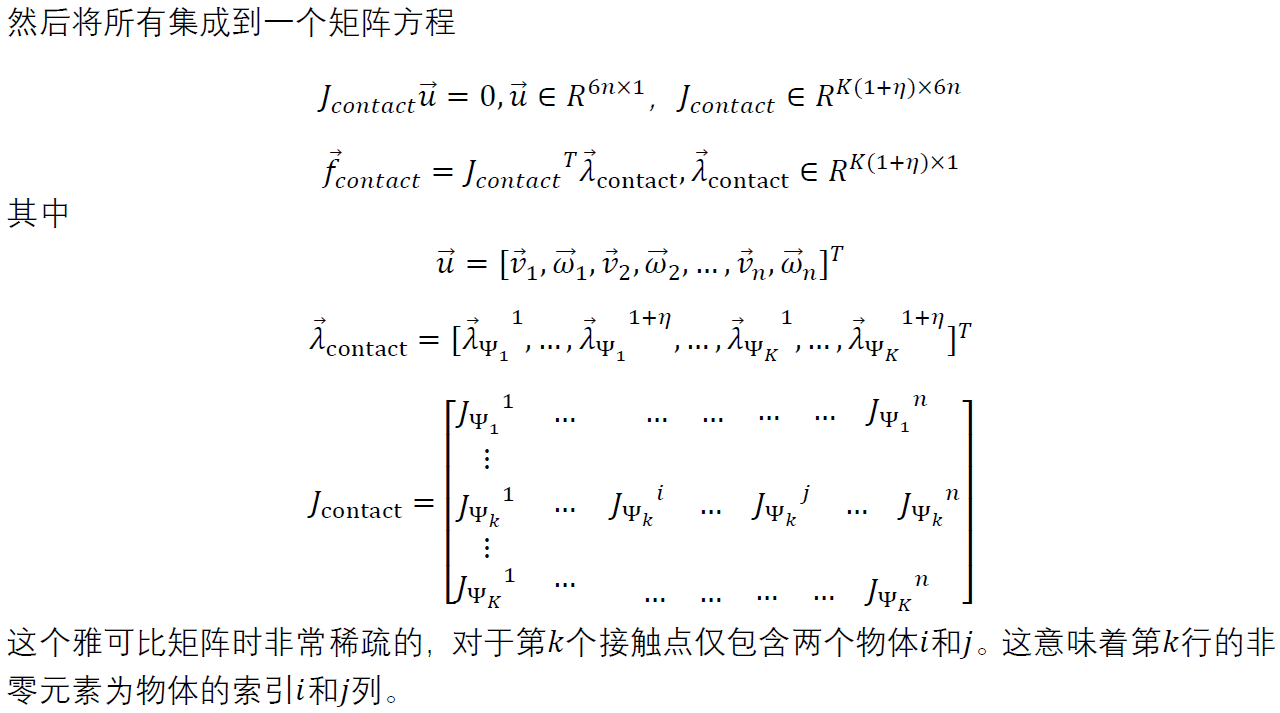 然后将所有集成到一个矩阵方程
$J_{contact}\vec{u} = 0, \vec{u} \in R^{6n\times 1}，J_{contact} \in R^{K(1+\eta)\times 6n}$
$\vec{f}_{contact} = {J_{contact}}^{T}\vec{\lambda}_{\text{contact}}, \vec{\lambda}_{\text{contact}} \in R^{K(1+\eta)\times 1}$
其中
$\vec{u} = [\vec{v}_1, \vec{\omega}_1, \vec{v}_2, \vec{\omega}_2, \dots, \vec{v}_n, \vec{\omega}_n]^T$
$\vec{\lambda}_{\text{contact}} = [{\vec{\lambda}_{\Psi_1}}^{1}, \dots, {\vec{\lambda}_{\Psi_1}}^{1+\eta}, \dots, {\vec{\lambda}_{\Psi_K}}^{1}, \dots, {\vec{\lambda}_{\Psi_K}}^{1+\eta}]^T$
$J_{\text{contact}} = \begin{bmatrix} {J_{\Psi_1}}^{1} & \dots & \dots & \dots & \dots & \dots & {J_{\Psi_1}}^{n} \\ \vdots \\ {J_{\Psi_k}}^{1} & \dots & {J_{\Psi_k}}^{i} & \dots & {J_{\Psi_k}}^{j} & \dots & {J_{\Psi_k}}^{n} \\ \vdots \\ {J_{\Psi_K}}^{1} & \dots & \dots & \dots & \dots & \dots & {J_{\Psi_K}}^{n} \end{bmatrix}$
这个雅可比矩阵时非常稀疏的，对于第k个接触点仅包含两个物体i和j。这意味着第k行的非
零元素为物体的索引i和j列。